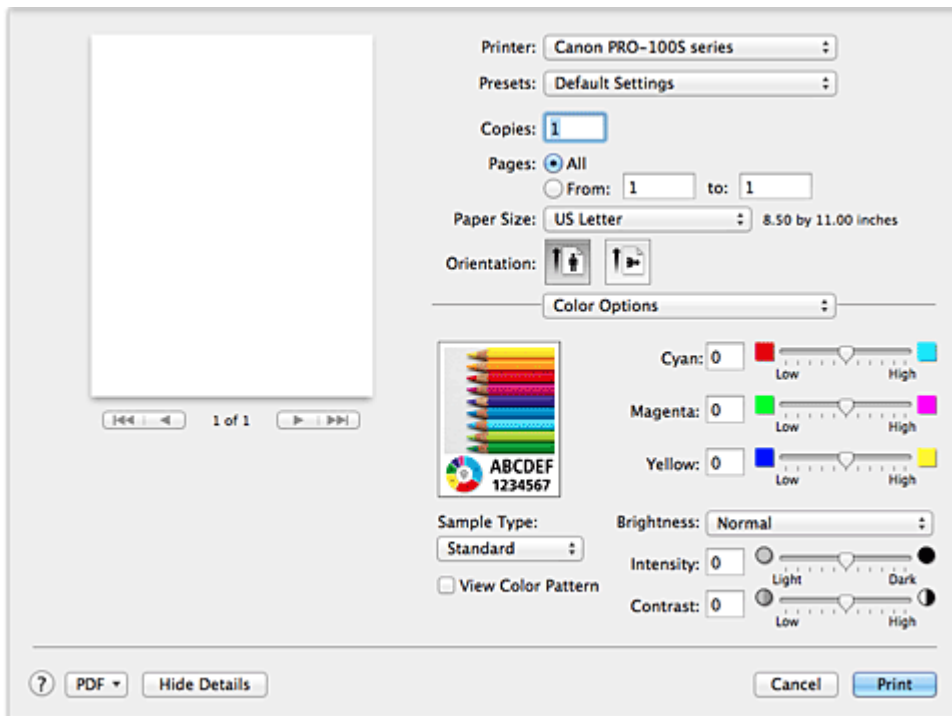 Printer: Canon PRO-100S series
Presets: Default Settings
Copies: 1
Pages: All
From: 1 to: 1
Paper Size: US Letter 8.50 by 11.00 inches
Orientation:
Color Options
1 of 1
Cyan: 0
Low High
Magenta: 0
Low High
Yellow: 0
Low High
ABCDEF
1234567
Sample Type:
Standard
View Color Pattern
Brightness: Normal
Intensity: 0
Light Dark
Contrast: 0
Low High
? PDF Hide Details Cancel Print